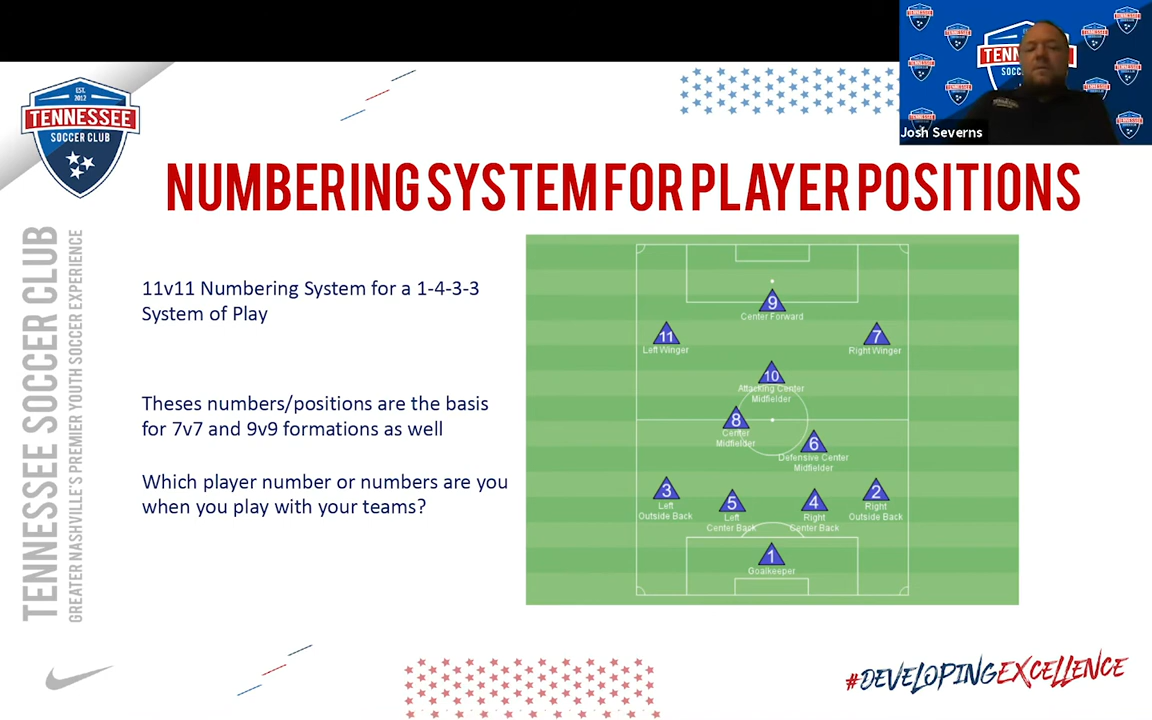 EST.
2012
TENNESSEE
SOCCER CLUB
TENNE
SOC
Josh Severns
NUMBERING SYSTEM FOR PLAYER POSITIONS
TENNESSEE SOCCER CLUB
GREATER NASHVILLE'S PREMIER YOUTH SOCCER EXPERIENCE
11v11 Numbering System for a 1-4-3-3
System of Play
Theses numbers/positions are the basis
for 7v7 and 9v9 formations as well
Which player number or numbers are you
when you play with your teams?
9
Center Forward
11
Left Winger
7
Right Winger
10
Attacking Center
Midfielder
8
Center
Midfielder
6
Defensive Center
Midfielder
3
Left
Outside Back
5
Left
Center Back
4
Right
Center Back
2
Right
Outside Back
1
Goalkeeper
#DEVELOPINGEXCELLENCE